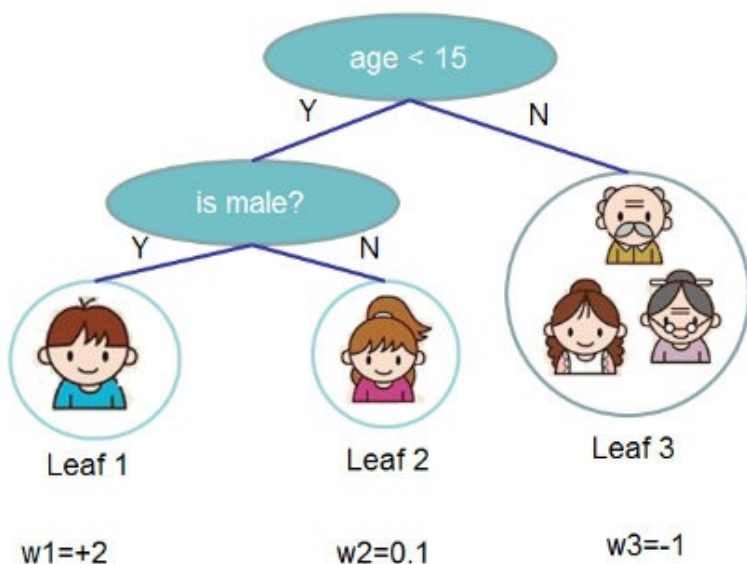 age < 15
Y
N
is male?
Y
N
Leaf 1
Leaf 2
Leaf 3
w1=+2
w2=0.1
w3=-1